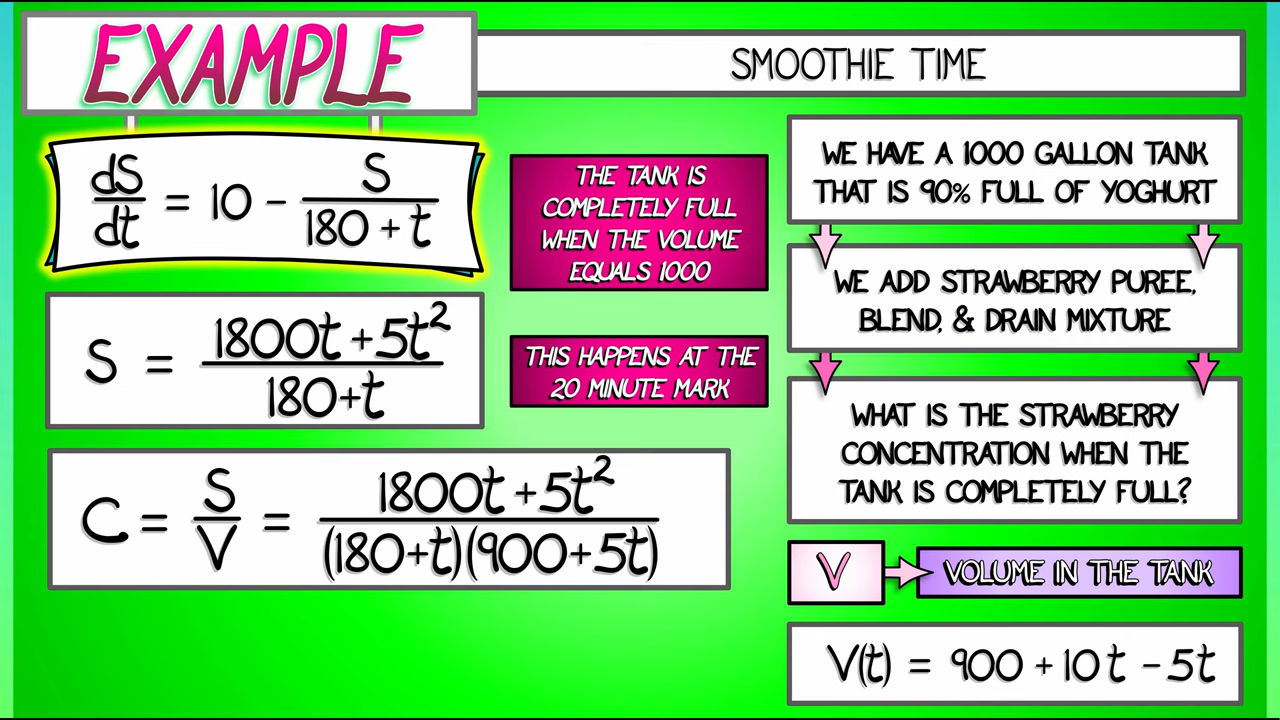 EXAMPLE
SMOOTHIE TIME
dS/dt = 10 - S/(180 + t)
S = (1800t + 5t²)/(180+t)
C = S/V = (1800t + 5t²)/((180+t)(900+5t))
THE TANK IS
COMPLETELY FULL
WHEN THE VOLUME
EQUALS 1000
THIS HAPPENS AT THE
20 MINUTE MARK
WE HAVE A 1000 GALLON TANK
THAT IS 90% FULL OF YOGHURT
WE ADD STRAWBERRY PUREE,
BLEND, & DRAIN MIXTURE
WHAT IS THE STRAWBERRY
CONCENTRATION WHEN THE
TANK IS COMPLETELY FULL?
V
VOLUME IN THE TANK
V(t) = 900 + 10t - 5t